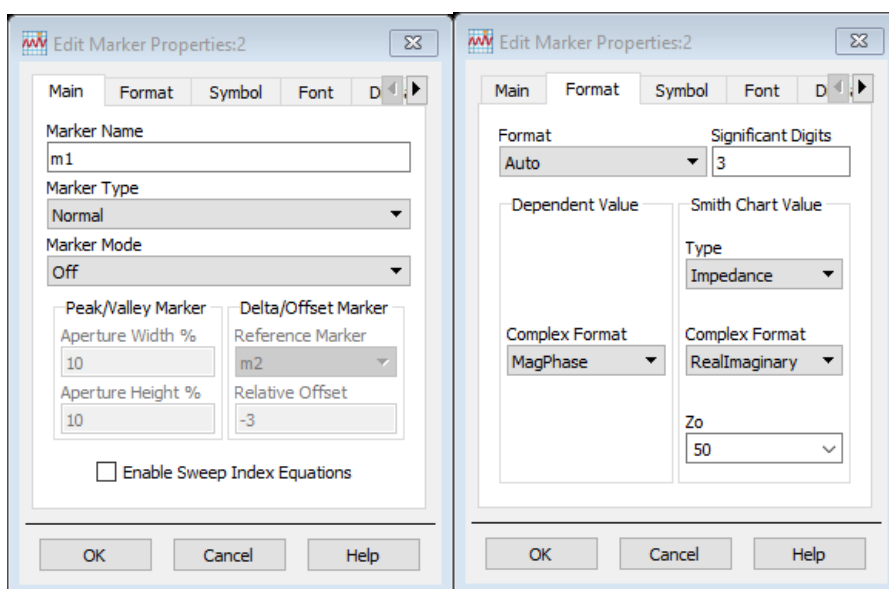 Edit Marker Properties:2
Main Format Symbol Font
Marker Name
m1
Marker Type
Normal
Marker Mode
Off
Peak/Valley Marker Delta/Offset Marker
Aperture Width % Reference Marker
10 m2
Aperture Height % Relative Offset
10 -3
Enable Sweep Index Equations
OK Cancel Help
Edit Marker Properties:2
Main Format Symbol Font
Format Significant Digits
Auto 3
Dependent Value Smith Chart Value
Type
Impedance
Complex Format Complex Format
MagPhase RealImaginary
Zo
50
OK Cancel Help